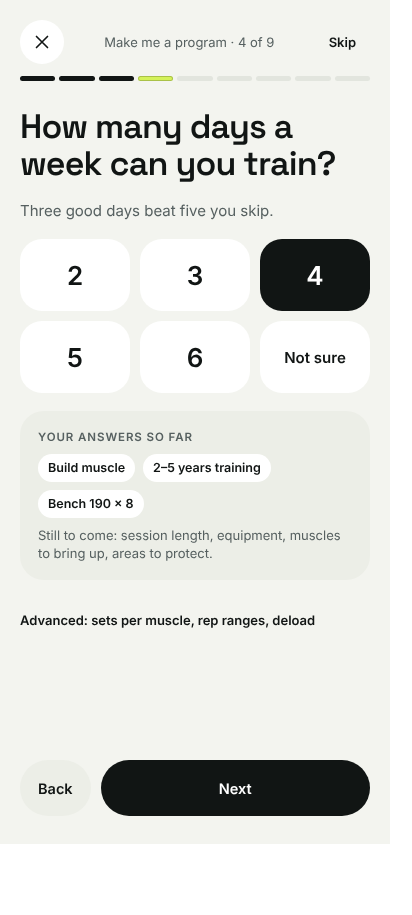 Make me a program · 4 of 9
Skip
How many days a
week can you train?
Three good days beat five you skip.
2
3
4
5
6
Not sure
YOUR ANSWERS SO FAR
Build muscle
2–5 years training
Bench 190 × 8
Still to come: session length, equipment, muscles
to bring up, areas to protect.
Advanced: sets per muscle, rep ranges, deload
Back
Next